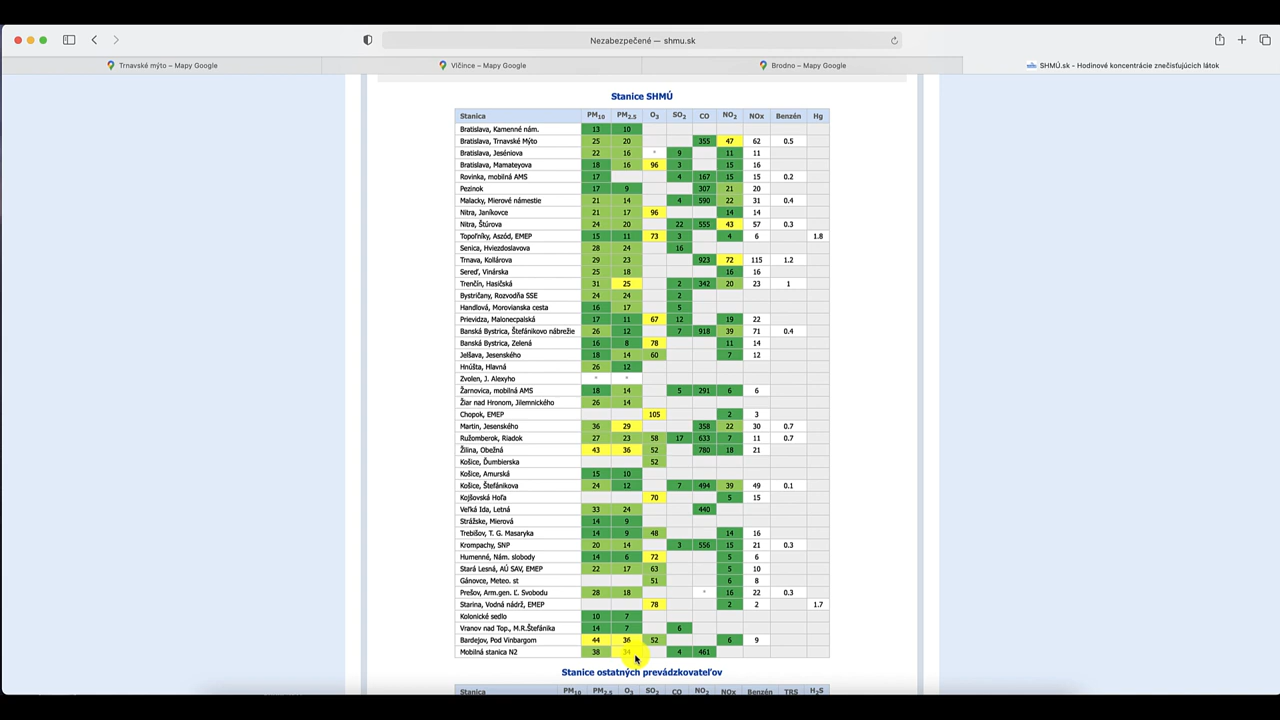 Nezabezpečené — shmu.sk
Trnavské mýto – Mapy Google
Vlčince – Mapy Google
Brodno – Mapy Google
SHMÚ.sk - Hodinové koncentrácie znečisťujúcich látok
Stanice SHMÚ
Stanica PM10 PM2.5 O3 SO2 CO NO2 NOx Benzén Hg
Bratislava, Kamenné nám. 13 10
Bratislava, Trnavské Mýto 25 20 355 47 62 0.5
Bratislava, Jeséniova 22 16 * 9 11 11
Bratislava, Mamateyova 18 16 96 3 15 16
Rovinka, mobilná AMS 17 4 167 15 15 0.2
Pezinok 17 9 307 21 20
Malacky, Mierové námestie 21 14 4 590 22 31 0.4
Nitra, Janíkovce 21 17 96 14 14
Nitra, Štúrova 24 20 22 555 43 57 0.3
Topoľníky, Aszód, EMEP 15 11 73 3 4 6 1.8
Senica, Hviezdoslavova 28 24 16
Trnava, Kollárova 29 23 923 72 115 1.2
Sereď, Vinárska 25 18 16 16
Trenčín, Hasičská 31 25 2 342 20 23 1
Bystričany, Rozvodňa SSE 24 24 2
Handlová, Morovianska cesta 16 17 5
Prievidza, Malonecpalská 17 11 67 12 19 22
Banská Bystrica, Štefánikovo nábrežie 26 12 7 918 39 71 0.4
Banská Bystrica, Zelená 16 8 78 11 14
Jelšava, Jesenského 18 14 60 7 12
Hnúšťa, Hlavná 26 12
Zvolen, J. Alexyho * *
Žarnovica, mobilná AMS 18 14 5 291 6 6
Žiar nad Hronom, Jilemnického 26 14
Chopok, EMEP 105 2 3
Martin, Jesenského 36 29 358 22 30 0.7
Ružomberok, Riadok 27 23 58 17 633 7 11 0.7
Žilina, Obežná 43 36 52 780 18 21
Košice, Ďumbierska 52
Košice, Amurská 15 10
Košice, Štefánikova 24 12 7 494 39 49 0.1
Kojšovská Hoľa 70 5 15
Veľká Ida, Letná 33 24 440
Strážske, Mierová 14 9
Trebišov, T. G. Masaryka 14 9 48 14 16
Krompachy, SNP 20 14 3 556 15 21 0.3
Humenné, Nám. slobody 14 6 72 5 6
Stará Lesná, AÚ SAV, EMEP 22 17 63 5 10
Gánovce, Meteo. st 51 6 8
Prešov, Arm.gen. Ľ. Svobodu 28 18 * 16 22 0.3
Starina, Vodná nádrž, EMEP 78 2 2 1.7
Kolonické sedlo 10 7
Vranov nad Top., M.R.Štefánika 14 7 6
Bardejov, Pod Vinbargom 44 36 52 6 9
Mobilná stanica N2 38 34 4 461
Stanice ostatných prevádzkovateľov
Stanica PM10 PM2.5 O3 SO2 CO NO2 NOx Benzén TRS H2S